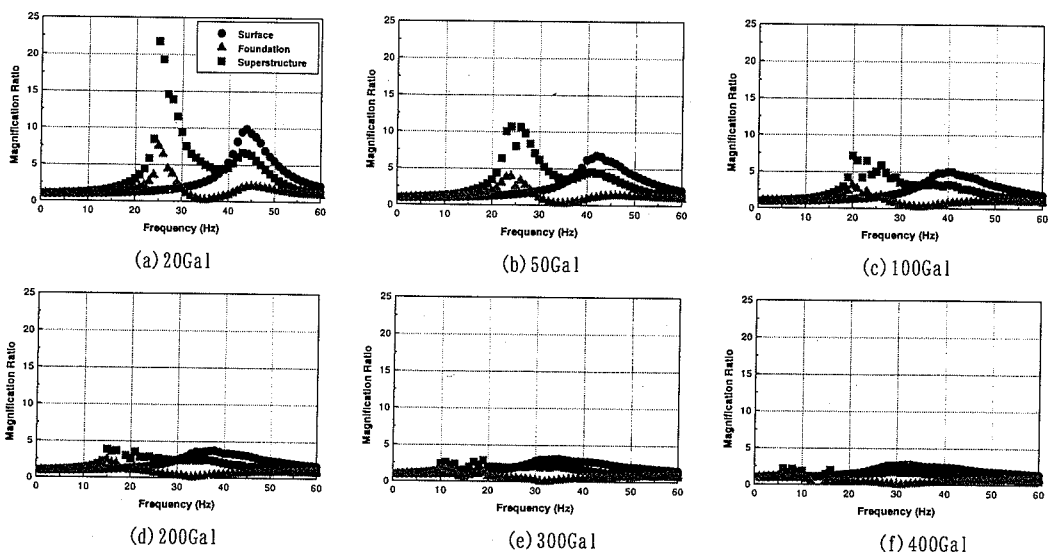 25
20
15
10
5
0
Magnification Ratio
Surface
Foundation
Superstructure
0 10 20 30 40 50 60
Frequency (Hz)
(a) 20Gal
25
20
15
10
5
0
Magnification Ratio
0 10 20 30 40 50 60
Frequency (Hz)
(b) 50Gal
25
20
15
10
5
0
Magnification Ratio
0 10 20 30 40 50 60
Frequency (Hz)
(c) 100Gal
25
20
15
10
5
0
Magnification Ratio
0 10 20 30 40 50 60
Frequency (Hz)
(d) 200Gal
25
20
15
10
5
0
Magnification Ratio
0 10 20 30 40 50 60
Frequency (Hz)
(e) 300Gal
25
20
15
10
5
0
Magnification Ratio
0 10 20 30 40 50 60
Frequency (Hz)
(f) 400Gal